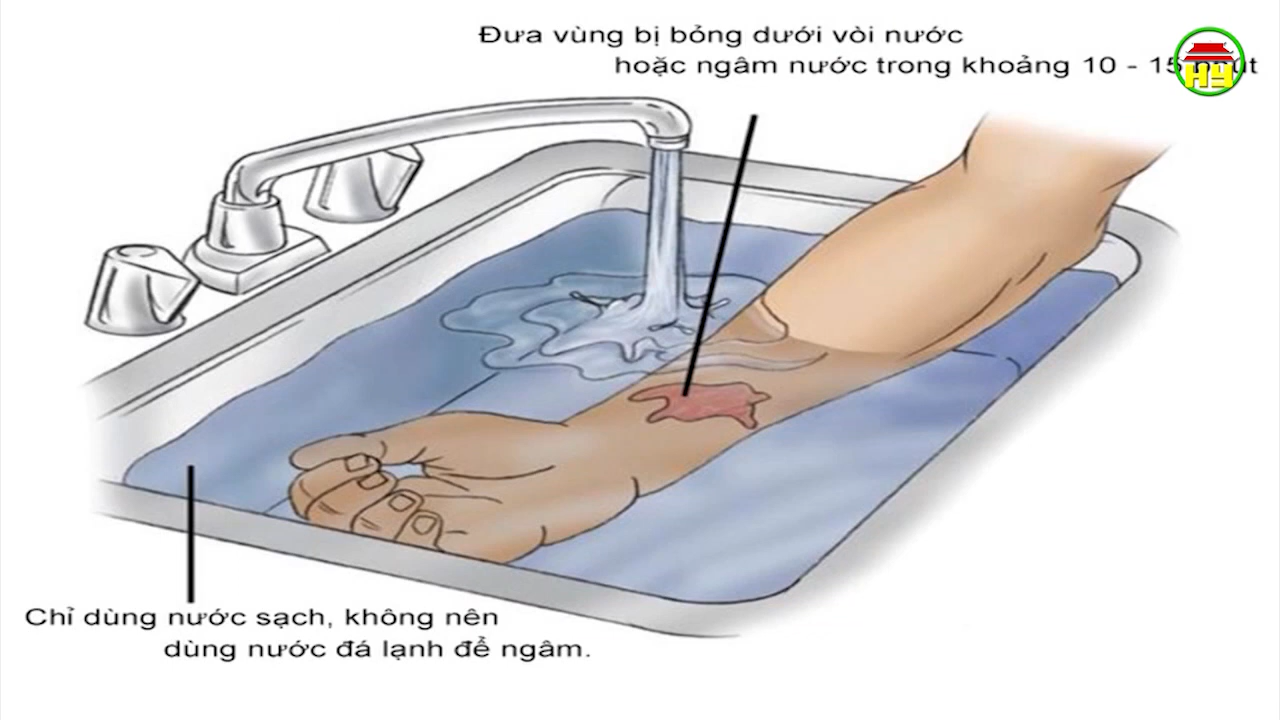 Đưa vùng bị bỏng dưới vòi nước
hoặc ngâm nước trong khoảng 10 - 15 phút
HY
Chỉ dùng nước sạch, không nên
dùng nước đá lạnh để ngâm.